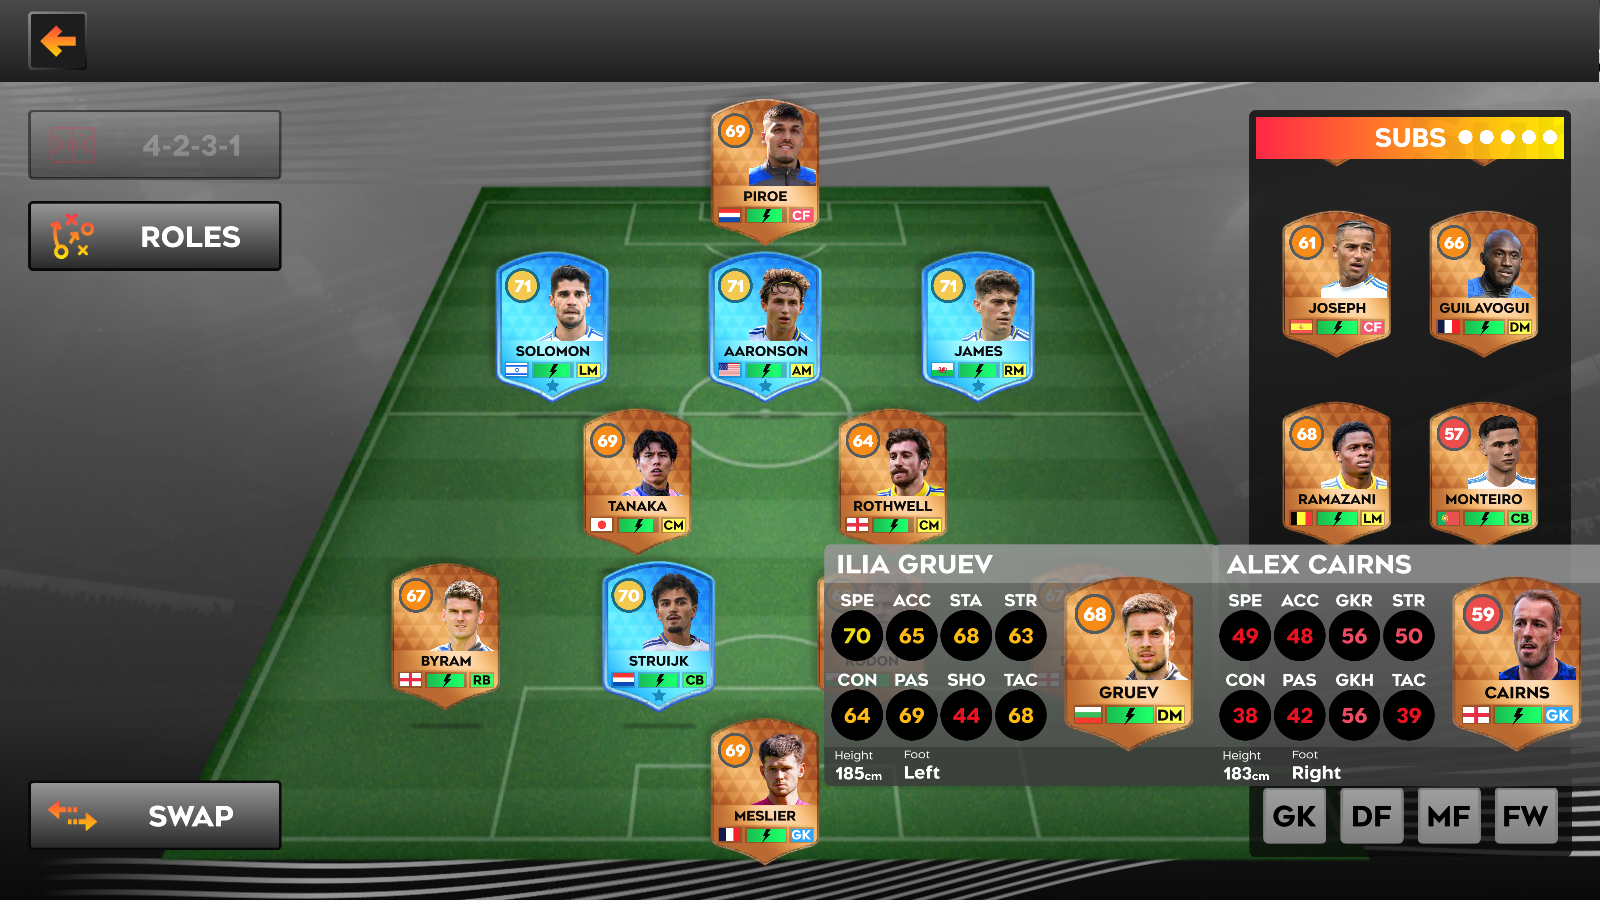 4-2-3-1
ROLES
SWAP
69
PIROE
CF
71
SOLOMON
LM
71
AARONSON
AM
71
JAMES
RM
69
TANAKA
CM
64
ROTHWELL
CM
67
BYRAM
RB
70
STRUIJK
CB
RODON
67
69
MESLIER
GK
SUBS
61
JOSEPH
CF
66
GUILAVOGUI
DM
68
RAMAZANI
LM
57
MONTEIRO
CB
ILIA GRUEV
SPE ACC STA STR
70 65 68 63
CON PAS SHO TAC
64 69 44 68
Height Foot
185cm Left
68
GRUEV
DM
ALEX CAIRNS
SPE ACC GKR STR
49 48 56 50
CON PAS GKH TAC
38 42 56 39
Height Foot
183cm Right
59
CAIRNS
GK
GK DF MF FW